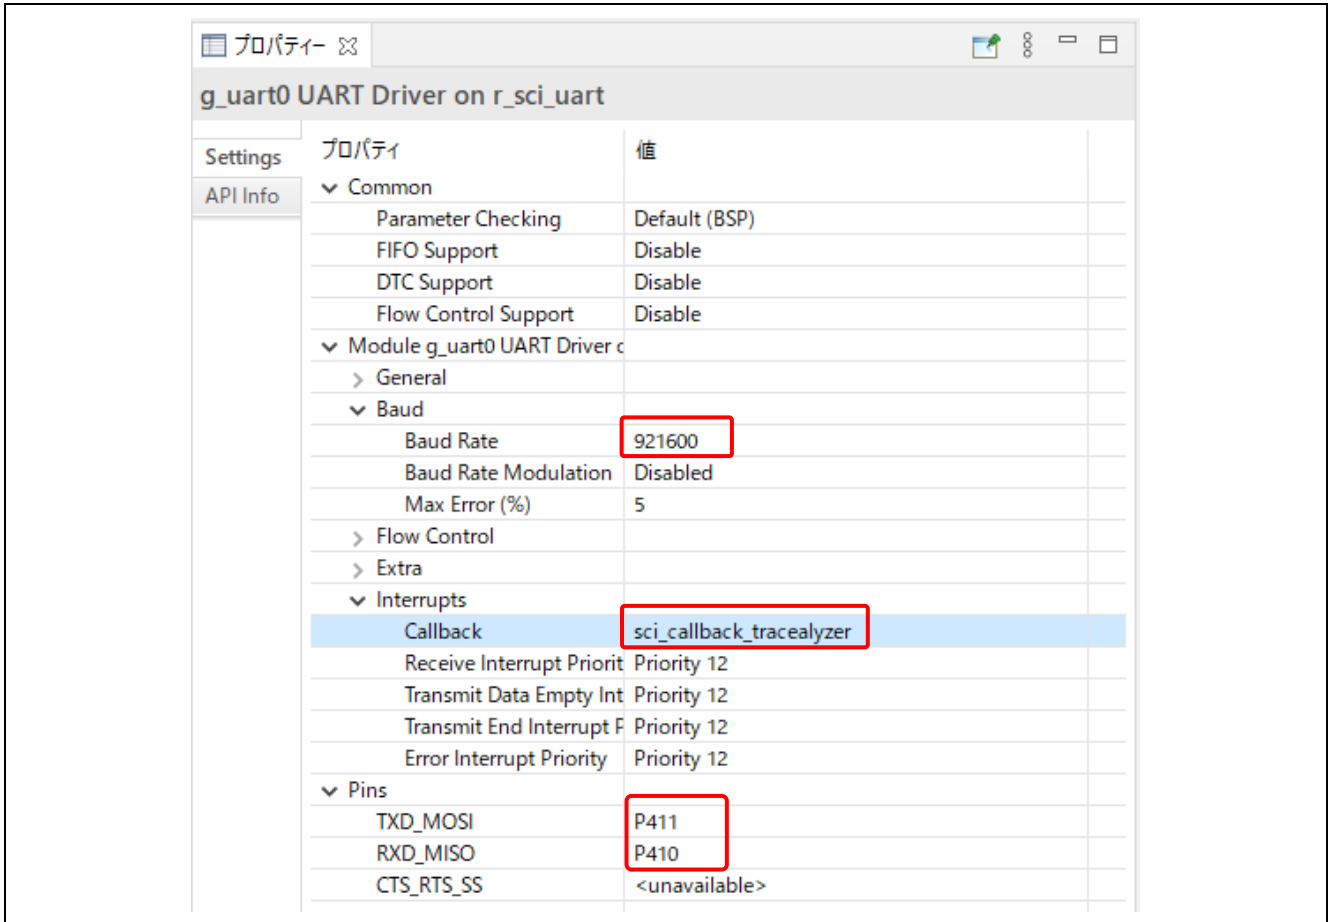 プロパティー
g_uart0 UART Driver on r_sci_uart
Settings
API Info
プロパティ 値
Common
Parameter Checking Default (BSP)
FIFO Support Disable
DTC Support Disable
Flow Control Support Disable
Module g_uart0 UART Driver c
General
Baud
Baud Rate 921600
Baud Rate Modulation Disabled
Max Error (%) 5
Flow Control
Extra
Interrupts
Callback sci_callback_tracealyzer
Receive Interrupt Priorit Priority 12
Transmit Data Empty Int Priority 12
Transmit End Interrupt P Priority 12
Error Interrupt Priority Priority 12
Pins
TXD_MOSI P411
RXD_MISO P410
CTS_RTS_SS <unavailable>